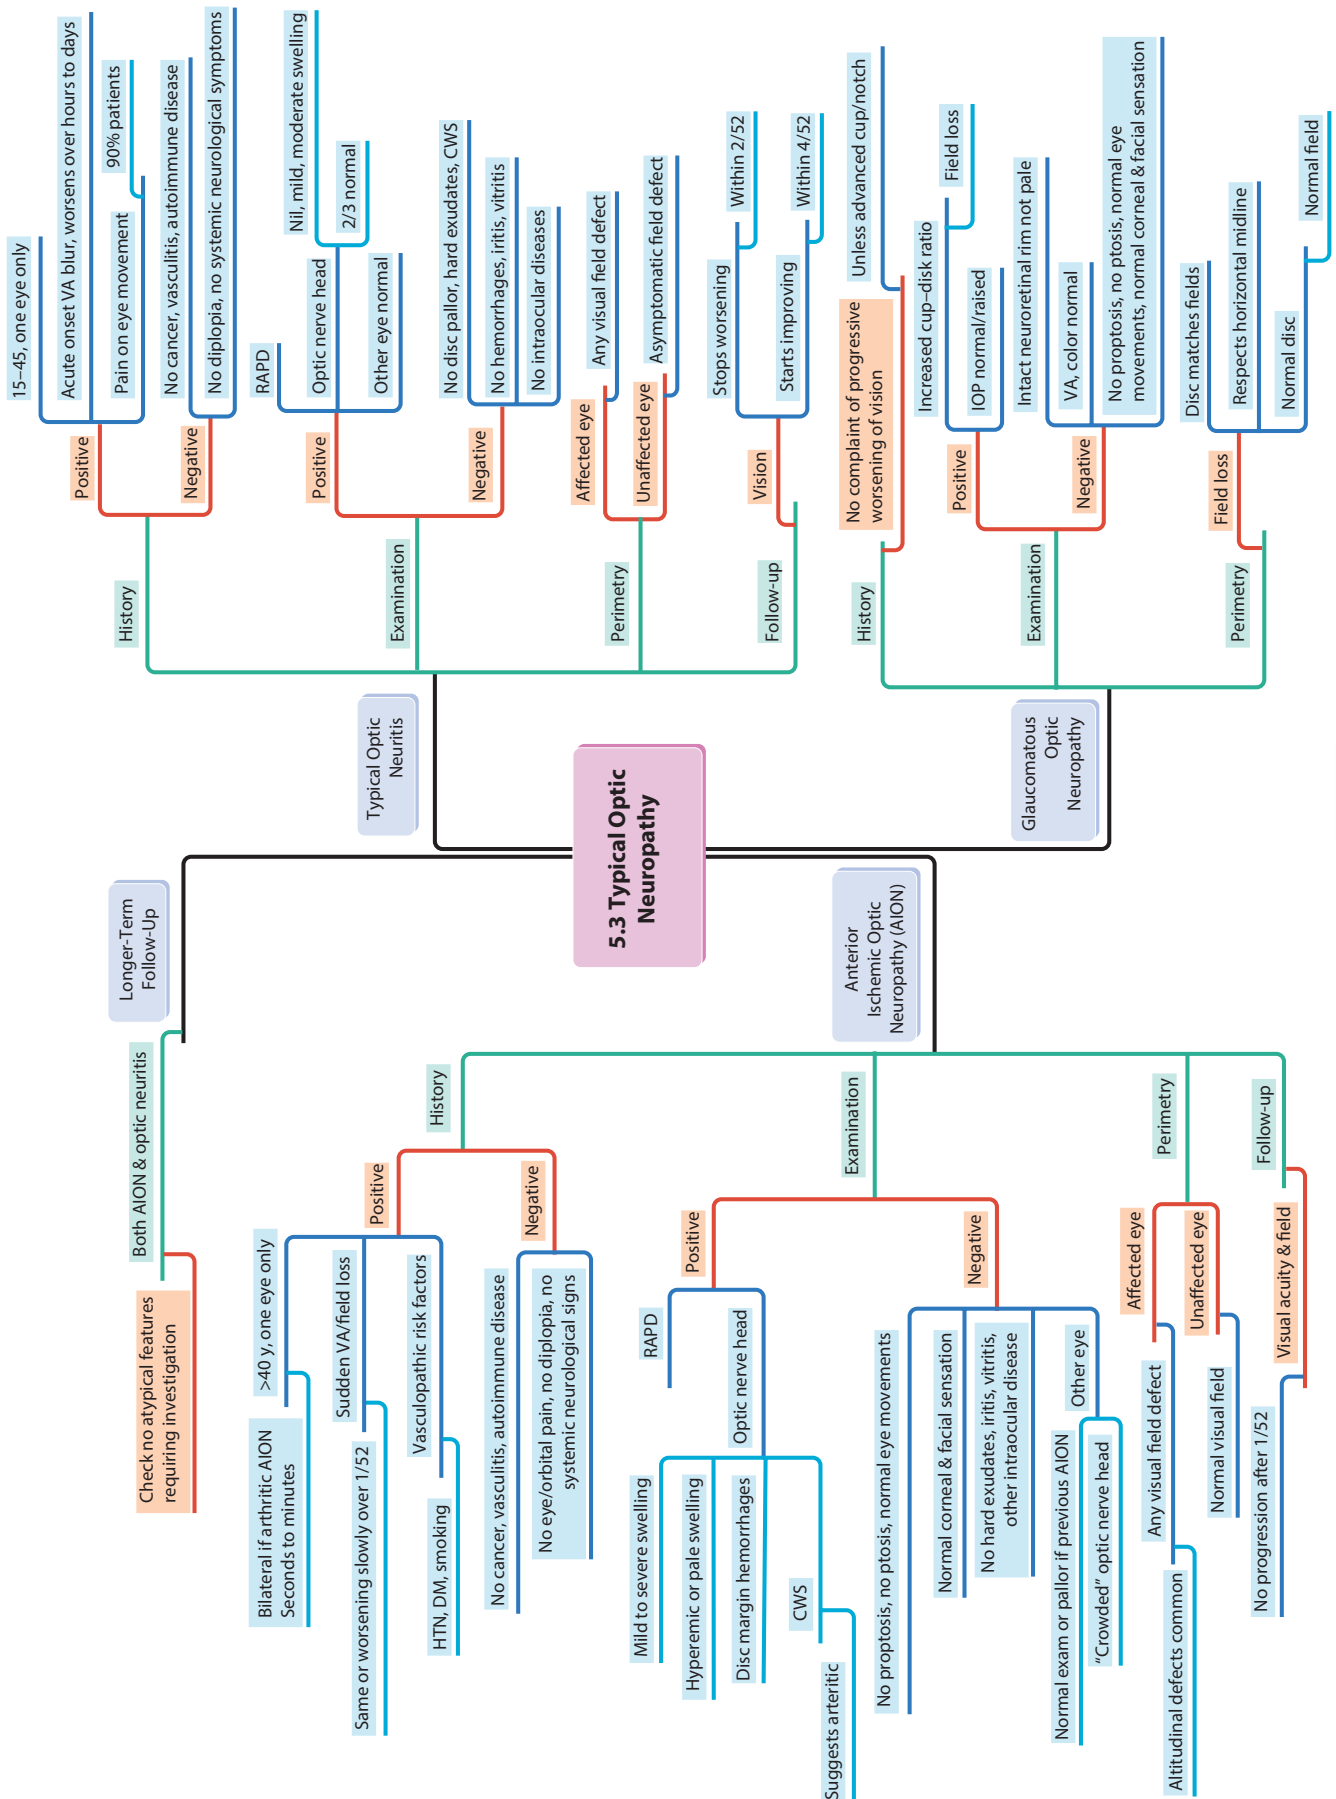 5.3 Typical Optic
Neuropathy
Typical Optic
Neuritis
History
Positive
15–45, one eye only
Acute onset VA blur, worsens over hours to days
Pain on eye movement
90% patients
Negative
No cancer, vasculitis, autoimmune disease
No diplopia, no systemic neurological symptoms
Examination
Positive
RAPD
Optic nerve head
Nil, mild, moderate swelling
2/3 normal
Other eye normal
Negative
No disc pallor, hard exudates, CWS
No hemorrhages, iritis, vitritis
No intraocular diseases
Perimetry
Affected eye
Any visual field defect
Unaffected eye
Asymptomatic field defect
Follow-up
Vision
Stops worsening
Within 2/52
Starts improving
Within 4/52
Glaucomatous
Optic
Neuropathy
History
No complaint of progressive
worsening of vision
Unless advanced cup/notch
Examination
Positive
Increased cup–disk ratio
Field loss
IOP normal/raised
Negative
Intact neuroretinal rim not pale
VA, color normal
No proptosis, no ptosis, normal eye
movements, normal corneal & facial sensation
Perimetry
Field loss
Disc matches fields
Respects horizontal midline
Normal disc
Normal field
Longer-Term
Follow-Up
Both AION & optic neuritis
Check no atypical features
requiring investigation
Anterior
Ischemic Optic
Neuropathy (AION)
History
Positive
>40 y, one eye only
Bilateral if arthritic AION
Seconds to minutes
Sudden VA/field loss
Same or worsening slowly over 1/52
Vasculopathic risk factors
HTN, DM, smoking
Negative
No cancer, vasculitis, autoimmune disease
No eye/orbital pain, no diplopia, no
systemic neurological signs
Examination
Positive
RAPD
Optic nerve head
Mild to severe swelling
Hyperemic or pale swelling
Disc margin hemorrhages
CWS
Suggests arteritic
Negative
No proptosis, no ptosis, normal eye movements
Normal corneal & facial sensation
No hard exudates, iritis, vitritis,
other intraocular disease
Other eye
Normal exam or pallor if previous AION
“Crowded” optic nerve head
Perimetry
Affected eye
Any visual field defect
Altitudinal defects common
Unaffected eye
Normal visual field
Follow-up
Visual acuity & field
No progression after 1/52